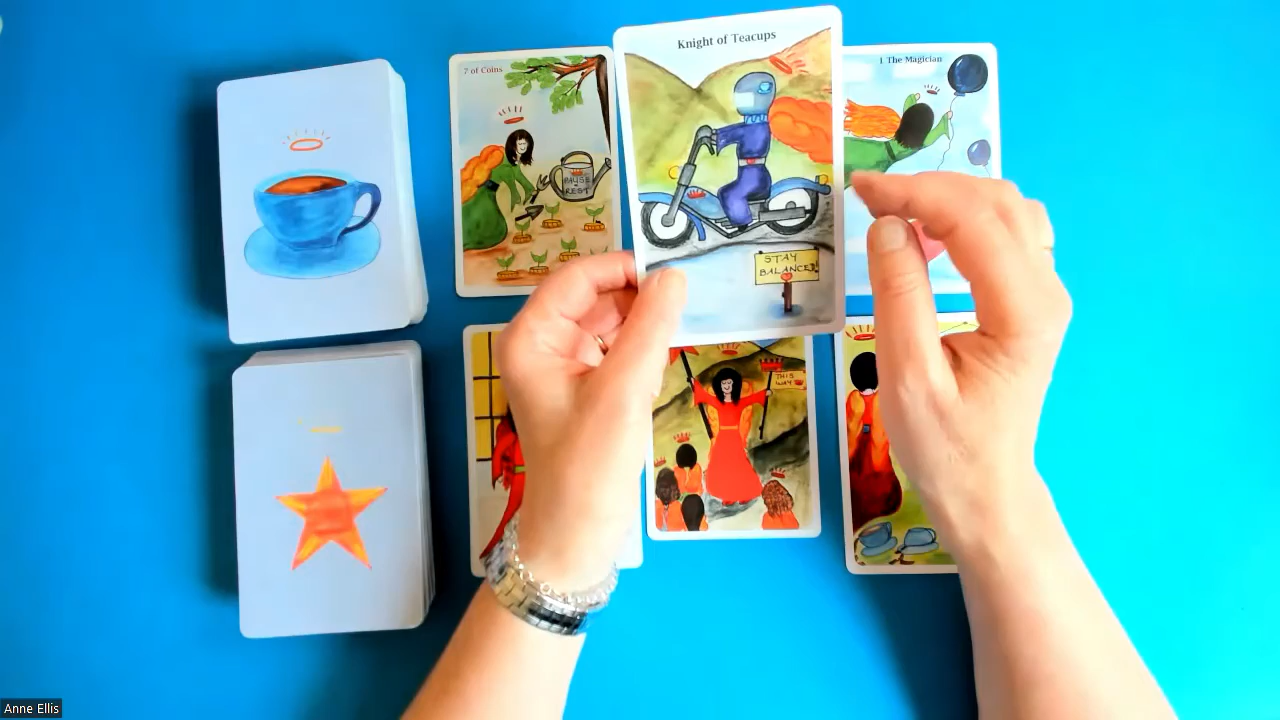 7 of Coins
Knight of Teacups
1 The Magician
PAUSE
REST
STAY
BALANCED!
THIS
WAY
Anne Ellis